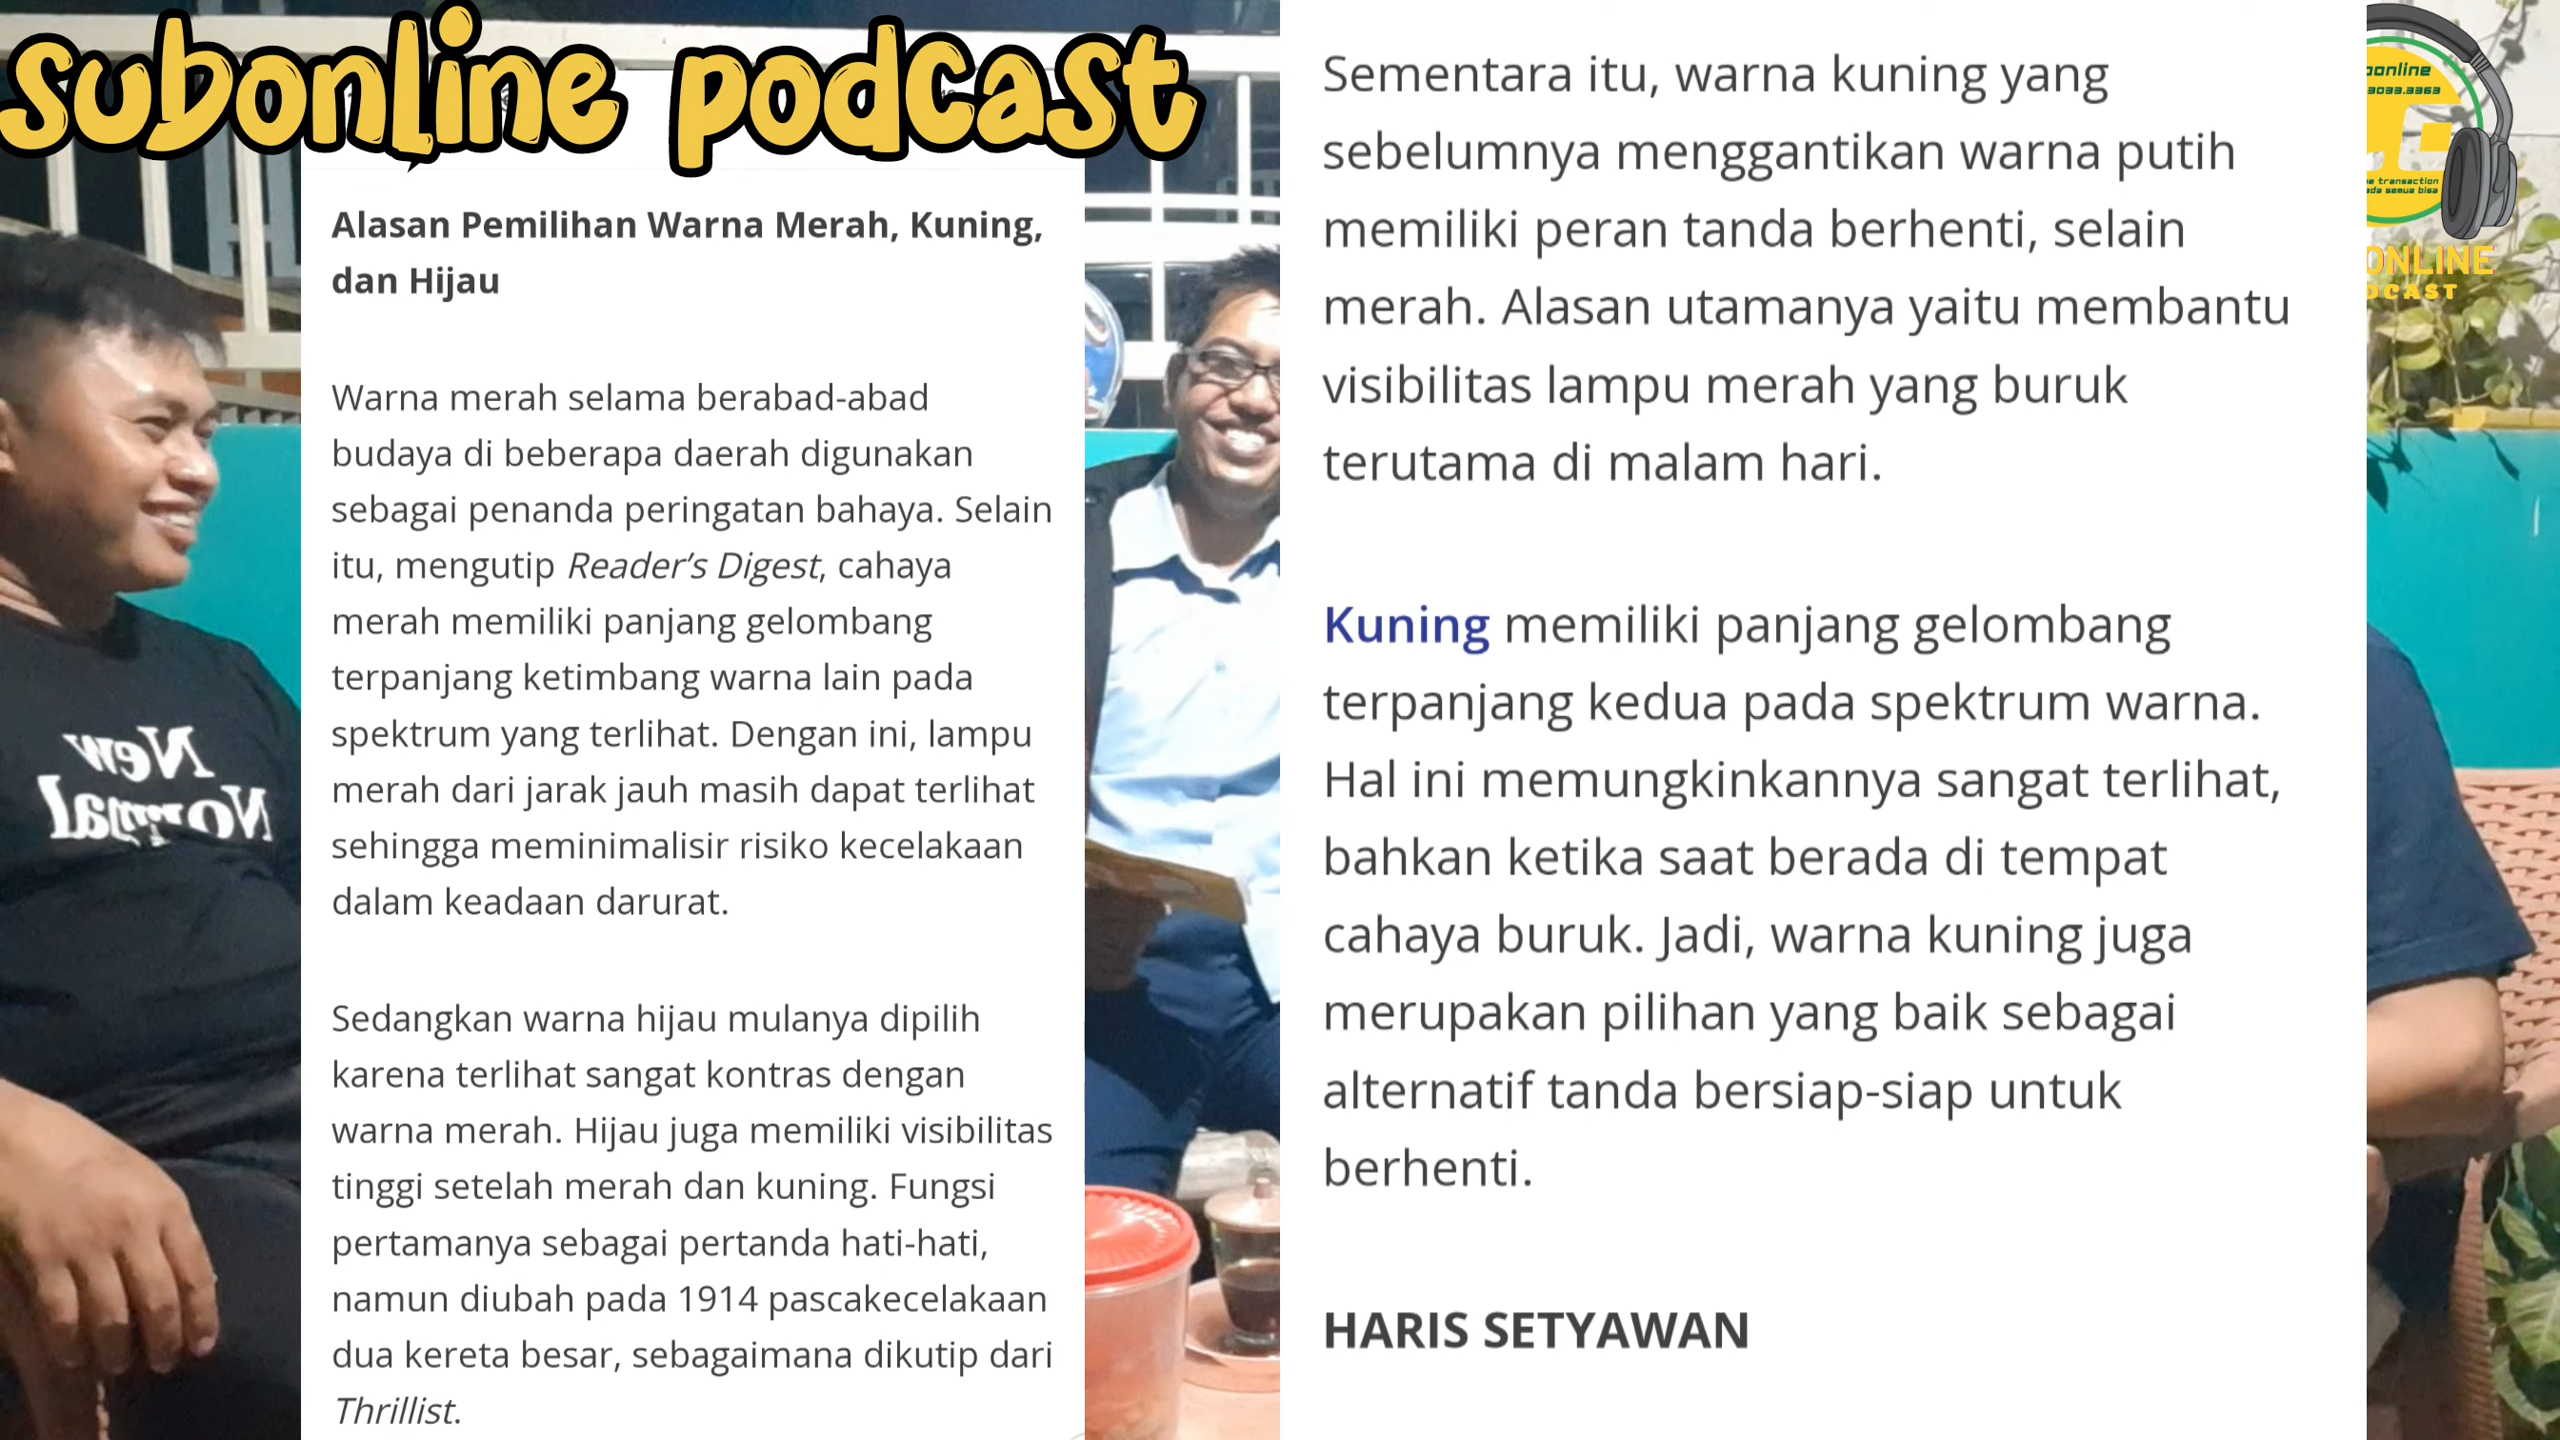 subonline podcast
Alasan Pemilihan Warna Merah, Kuning,
dan Hijau
Warna merah selama berabad-abad
budaya di beberapa daerah digunakan
sebagai penanda peringatan bahaya. Selain
itu, mengutip Reader’s Digest, cahaya
merah memiliki panjang gelombang
terpanjang ketimbang warna lain pada
spektrum yang terlihat. Dengan ini, lampu
merah dari jarak jauh masih dapat terlihat
sehingga meminimalisir risiko kecelakaan
dalam keadaan darurat.
Sedangkan warna hijau mulanya dipilih
karena terlihat sangat kontras dengan
warna merah. Hijau juga memiliki visibilitas
tinggi setelah merah dan kuning. Fungsi
pertamanya sebagai pertanda hati-hati,
namun diubah pada 1914 pascakecelakaan
dua kereta besar, sebagaimana dikutip dari
Thrillist.
Sementara itu, warna kuning yang
sebelumnya menggantikan warna putih
memiliki peran tanda berhenti, selain
merah. Alasan utamanya yaitu membantu
visibilitas lampu merah yang buruk
terutama di malam hari.
Kuning memiliki panjang gelombang
terpanjang kedua pada spektrum warna.
Hal ini memungkinkannya sangat terlihat,
bahkan ketika saat berada di tempat
cahaya buruk. Jadi, warna kuning juga
merupakan pilihan yang baik sebagai
alternatif tanda bersiap-siap untuk
berhenti.
HARIS SETYAWAN
New
Normal
online
3033.3363
transaction
ada semua bisa
ONLINE
CAST